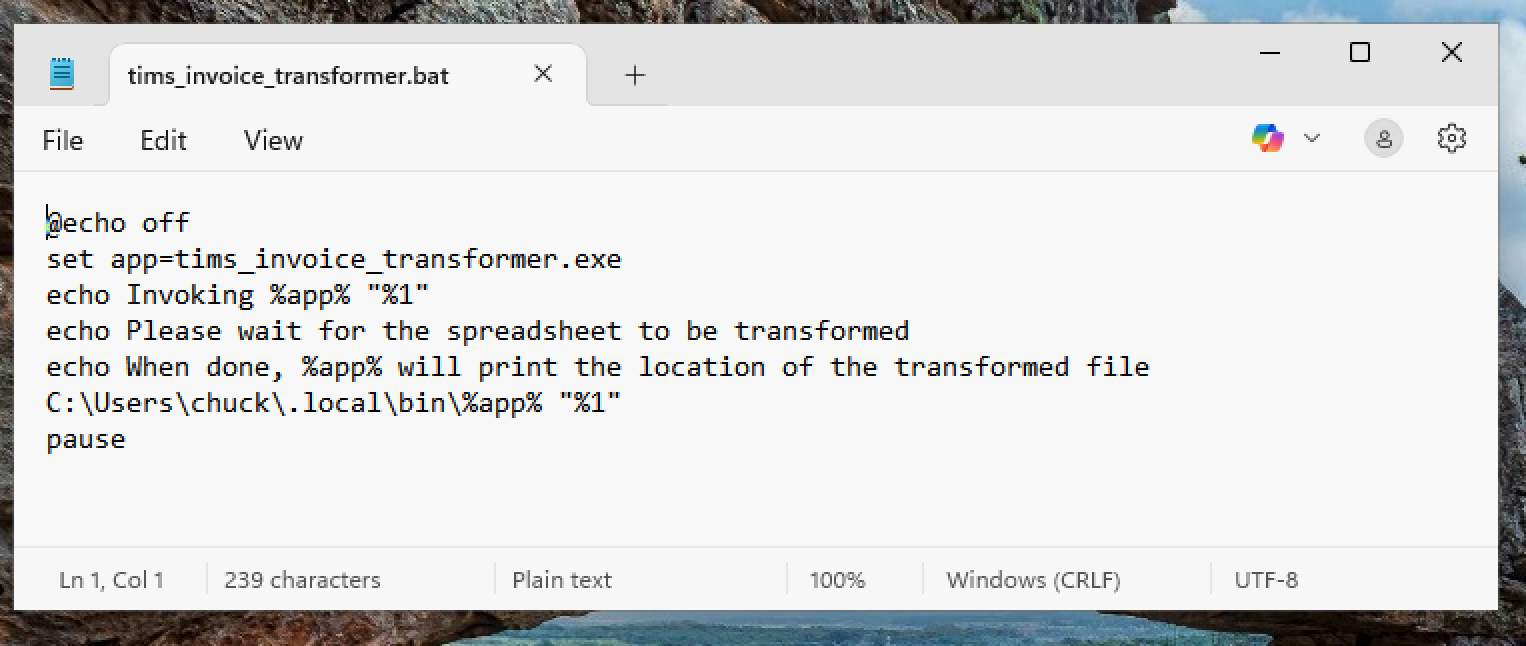 tims_invoice_transformer.bat
File Edit View
@echo off
set app=tims_invoice_transformer.exe
echo Invoking %app% "%1"
echo Please wait for the spreadsheet to be transformed
echo When done, %app% will print the location of the transformed file
C:\Users\chuck\.local\bin\%app% "%1"
pause
Ln 1, Col 1 239 characters Plain text 100% Windows (CRLF) UTF-8